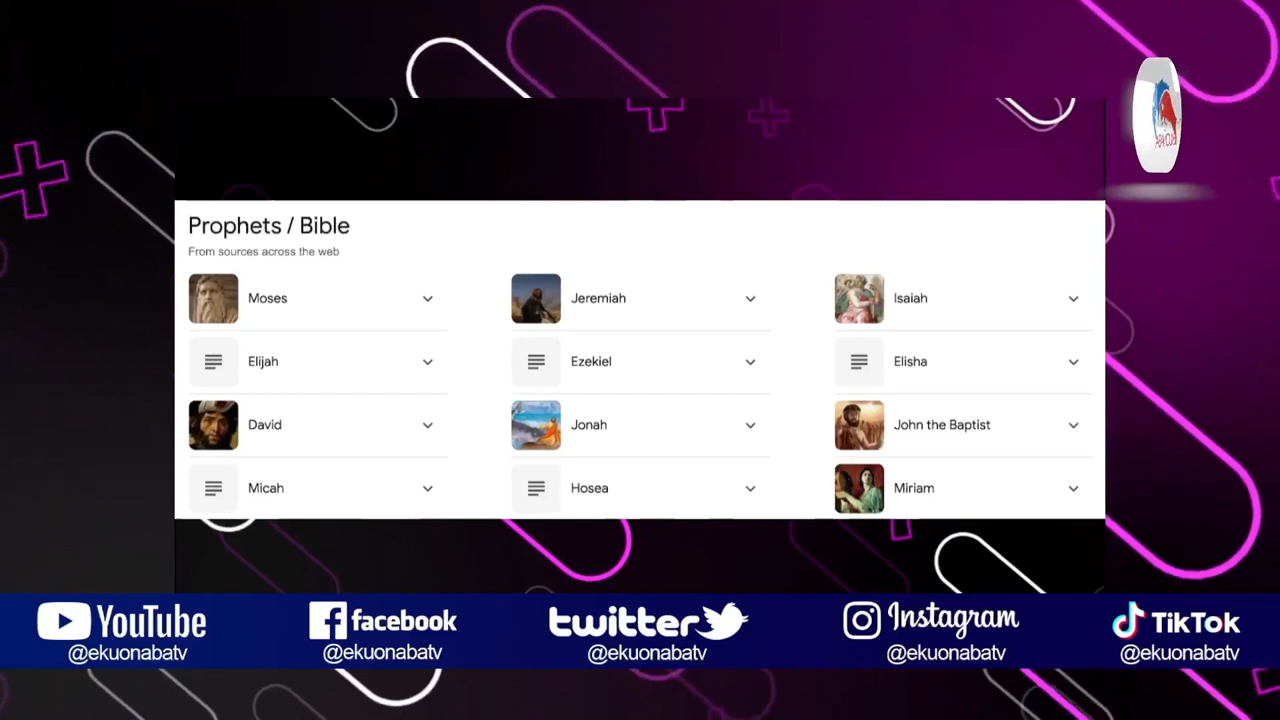 Prophets / Bible
From sources across the web
Moses
Jeremiah
Isaiah
Elijah
Ezekiel
Elisha
David
Jonah
John the Baptist
Micah
Hosea
Miriam
YouTube
@ekuonabatv
facebook
@ekuonabatv
twitter
@ekuonabatv
Instagram
@ekuonabatv
TikTok
@ekuonabatv